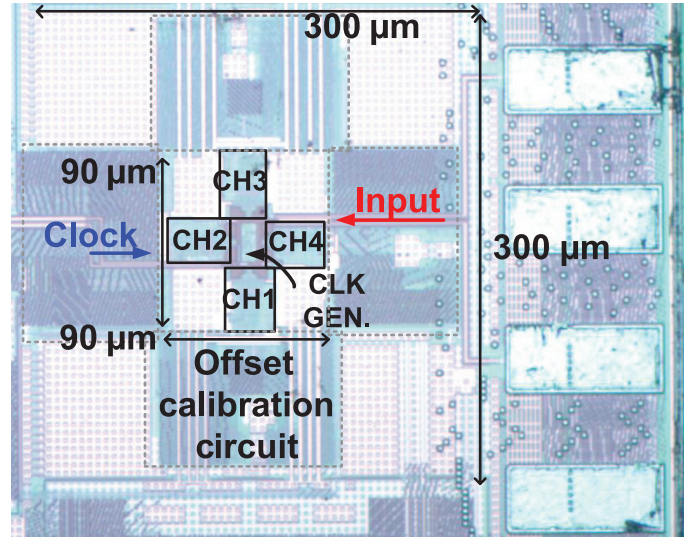 300 µm
90 µm
CH3
Input
Clock
CH2
CH4
300 µm
CH1
CLK
GEN.
90 µm
Offset
calibration
circuit